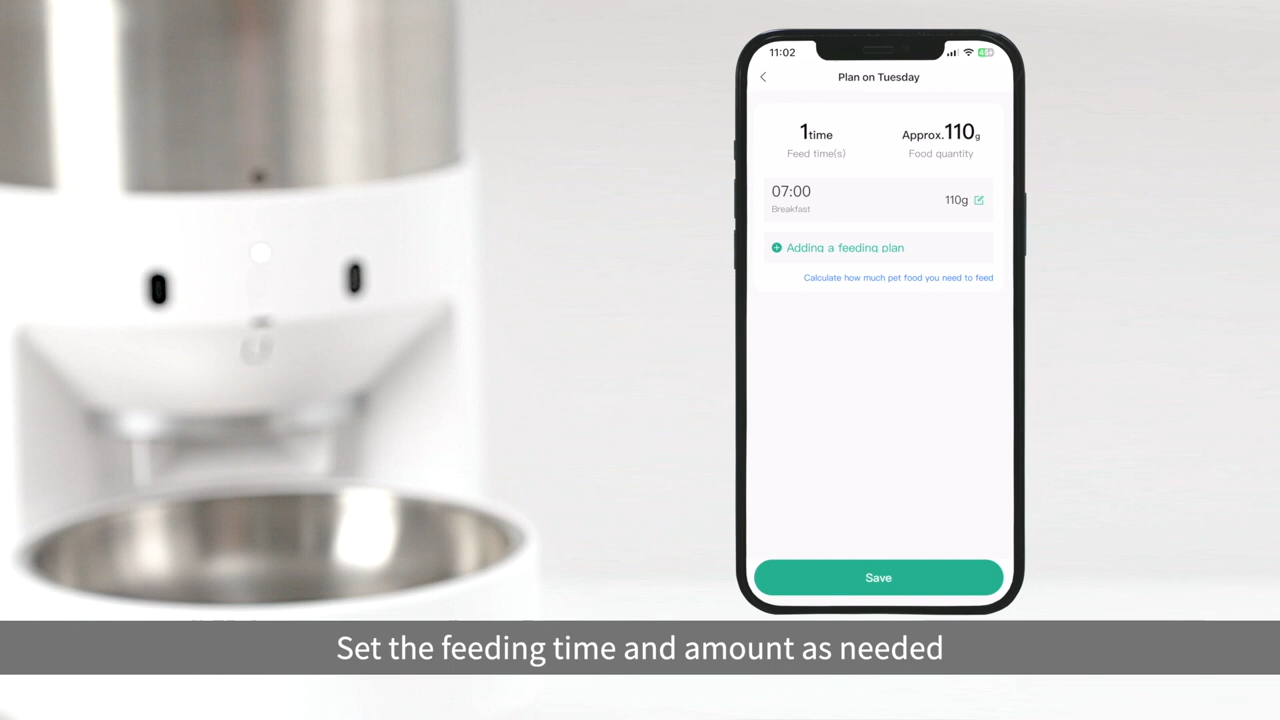 11:02
45
Plan on Tuesday
1time
Approx.110g
Feed time(s)
Food quantity
07:00
Breakfast
110g
Adding a feeding plan
Calculate how much pet food you need to feed
Save
Set the feeding time and amount as needed